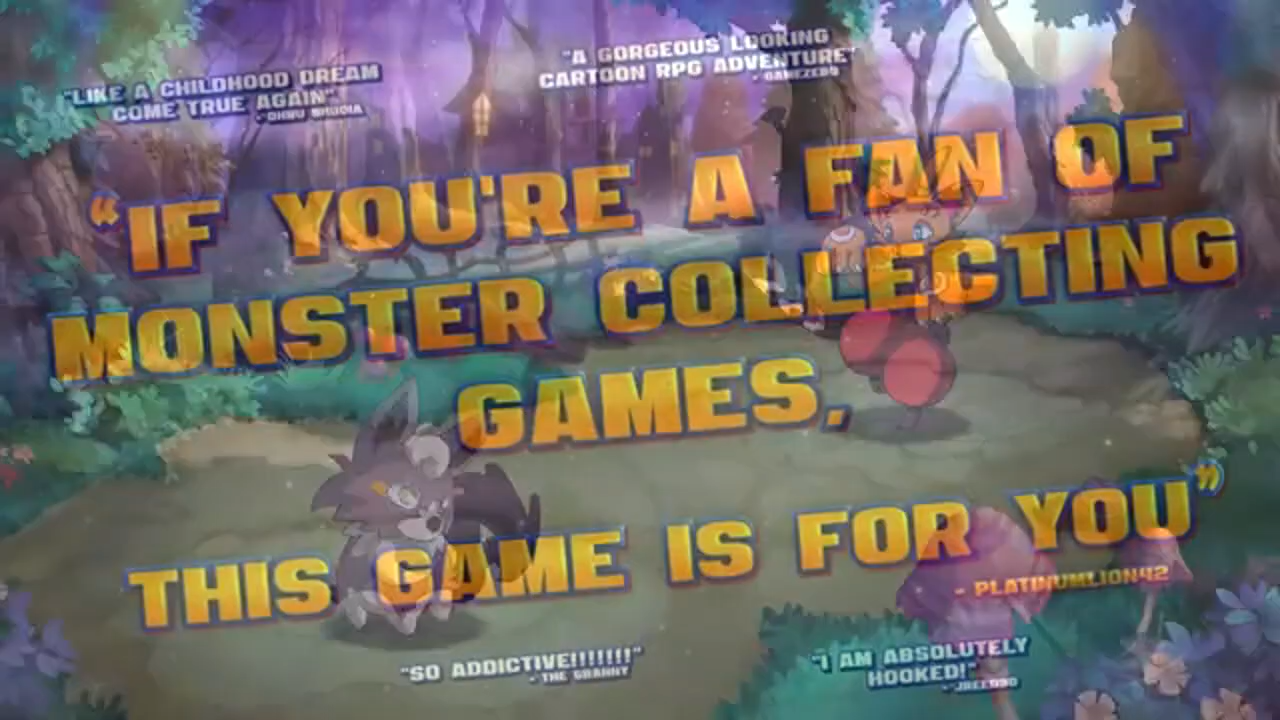 "LIKE A CHILDHOOD DREAM
COME TRUE AGAIN"
"A GORGEOUS LOOKING
CARTOON RPG ADVENTURE"
- GAMEZEBO
"IF YOU'RE A FAN OF
MONSTER COLLECTING
GAMES,
THIS GAME IS FOR YOU"
- PLATINUMLION42
"SO ADDICTIVE!!!!!!!"
- THE GRANNY
"I AM ABSOLUTELY
HOOKED!"